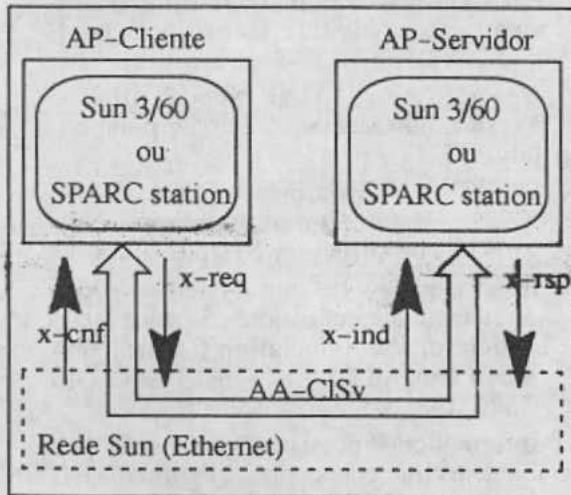 AP-Cliente
AP-Servidor
Sun 3/60
ou
SPARC station
Sun 3/60
ou
SPARC station
x-req
x-rsp
x-cnf
x-ind
AA-ClSv
Rede Sun (Ethernet)